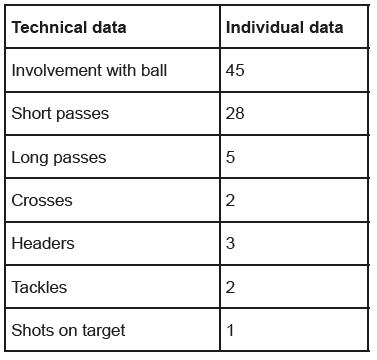 Technical data Individual data
Involvement with ball 45
Short passes 28
Long passes 5
Crosses 2
Headers 3
Tackles 2
Shots on target 1